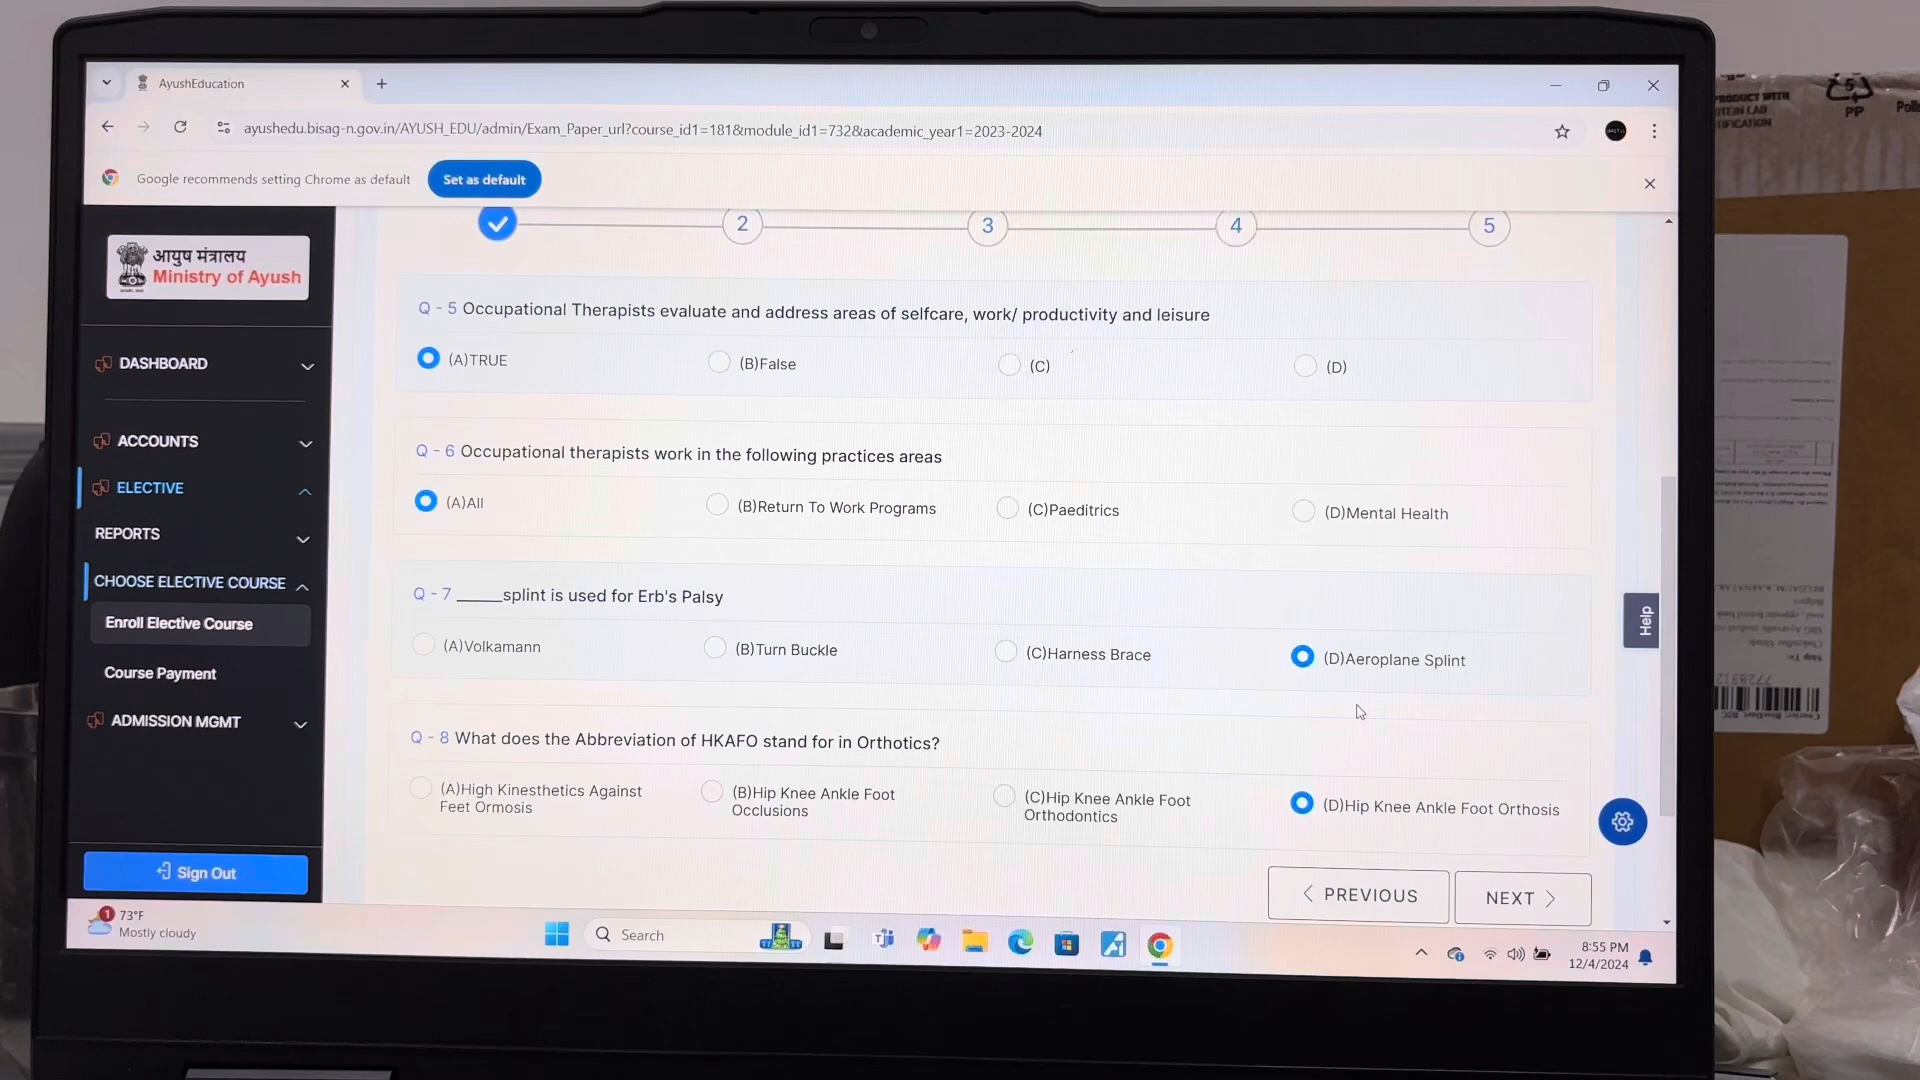 AyushEducation
ayushedu.bisag-n.gov.in/AYUSH_EDU/admin/Exam_Paper_url?course_id1=181&module_id1=732&academic_year1=2023-2024
Google recommends setting Chrome as default
Set as default
आयुष मंत्रालय
Ministry of Ayush
DASHBOARD
ACCOUNTS
ELECTIVE
REPORTS
CHOOSE ELECTIVE COURSE
Enroll Elective Course
Course Payment
ADMISSION MGMT
Sign Out
2 3 4 5
Q - 5 Occupational Therapists evaluate and address areas of selfcare, work/ productivity and leisure
(A)TRUE (B)False (C) (D)
Q - 6 Occupational therapists work in the following practices areas
(A)All (B)Return To Work Programs (C)Paeditrics (D)Mental Health
Q - 7 _____splint is used for Erb's Palsy
(A)Volkamann (B)Turn Buckle (C)Harness Brace (D)Aeroplane Splint
Q - 8 What does the Abbreviation of HKAFO stand for in Orthotics?
(A)High Kinesthetics Against
Feet Ormosis
(B)Hip Knee Ankle Foot
Occlusions
(C)Hip Knee Ankle Foot
Orthodontics
(D)Hip Knee Ankle Foot Orthosis
PREVIOUS NEXT
Help
1
73°F
Mostly cloudy
Search
8:55 PM
12/4/2024
PRODUCT WITH
5
PP